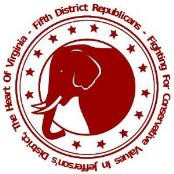 The Heart Of Virginia - Fifth District Republicans - Fighting For Conservative Values In Jefferson's District,